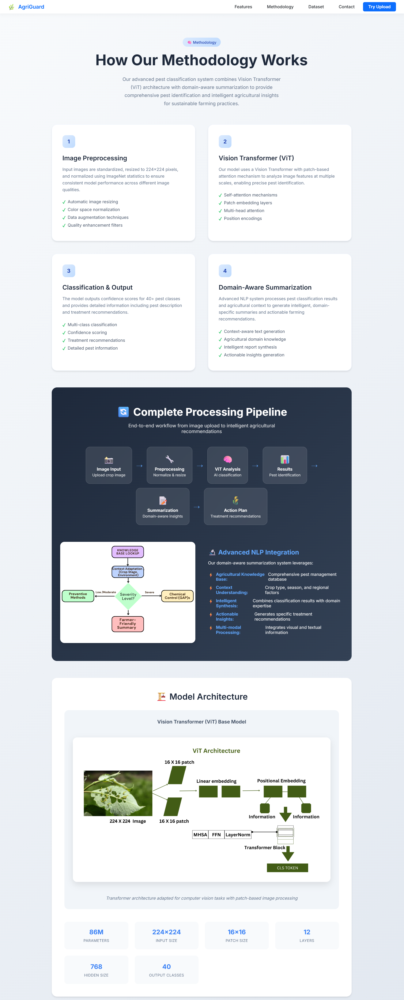 AgriGuard
Features
Methodology
Dataset
Contact
Try Upload
Methodology
How Our Methodology Works
Our advanced pest classification system combines Vision Transformer
(ViT) architecture with domain-aware summarization to provide
comprehensive pest identification and intelligent agricultural insights
for sustainable farming practices.
1
Image Preprocessing
Input images are standardized, resized to 224×224 pixels,
and normalized using ImageNet statistics to ensure
consistent model performance across different image
qualities.
✓ Automatic image resizing
✓ Color space normalization
✓ Data augmentation techniques
✓ Quality enhancement filters
2
Vision Transformer (ViT)
Our model uses a Vision Transformer with patch-based
attention mechanism to analyze image features at multiple
scales, enabling precise pest identification.
✓ Self-attention mechanisms
✓ Patch embedding layers
✓ Multi-head attention
✓ Position encodings
3
Classification & Output
The model outputs confidence scores for 40+ pest classes
and provides detailed information including pest description
and treatment recommendations.
✓ Multi-class classification
✓ Confidence scoring
✓ Treatment recommendations
✓ Detailed pest information
4
Domain-Aware Summarization
Advanced NLP system processes pest classification results
and agricultural context to generate intelligent, domain-
specific summaries and actionable farming
recommendations.
✓ Context-aware text generation
✓ Agricultural domain knowledge
✓ Intelligent report synthesis
✓ Actionable insights generation
Complete Processing Pipeline
End-to-end workflow from image upload to intelligent agricultural
recommendations
Image Input
Upload crop image
→
Preprocessing
Normalize & resize
→
ViT Analysis
AI classification
→
Results
Pest identification
→
Summarization
Domain-aware insights
→
Action Plan
Treatment recommendations
KNOWLEDGE
BASE LOOKUP
Context Adaptation
(Crop Stage,
Environment)
Preventive
Methods
Low /Moderate
Severity
Level?
Severe
Chemical
Control (GAP)s
Farmer-
Friendly
Summary
Advanced NLP Integration
Our domain-aware summarization system leverages:
Agricultural Knowledge
Base:
Comprehensive pest management
database
Context
Understanding:
Crop type, season, and regional
factors
Intelligent
Synthesis:
Combines classification results with domain
expertise
Actionable
Insights:
Generates specific treatment
recommendations
Multi-modal
Processing:
Integrates visual and textual
information
Model Architecture
Vision Transformer (ViT) Base Model
ViT Architecture
16 X 16 patch
Linear embedding
Positional Embedding
Information
Information
224 X 224 Image
16 X 16 patch
MHSA
FFN
LayerNorm
Transformer Block
CLS TOKEN
Transformer architecture adapted for computer vision tasks with patch-based image processing
86M
PARAMETERS
224×224
INPUT SIZE
16×16
PATCH SIZE
12
LAYERS
768
HIDDEN SIZE
40
OUTPUT CLASSES